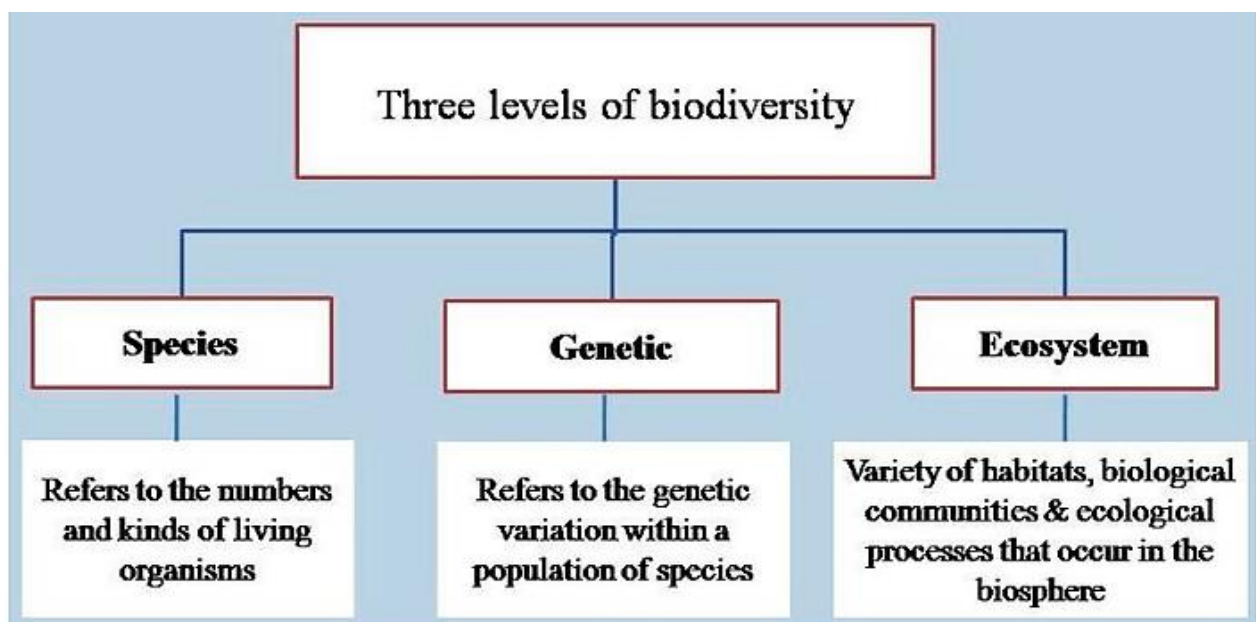 Three levels of biodiversity
Species
Genetic
Ecosystem
Refers to the numbers
and kinds of living
organisms
Refers to the genetic
variation within a
population of species
Variety of habitats, biological
communities & ecological
processes that occur in the
biosphere